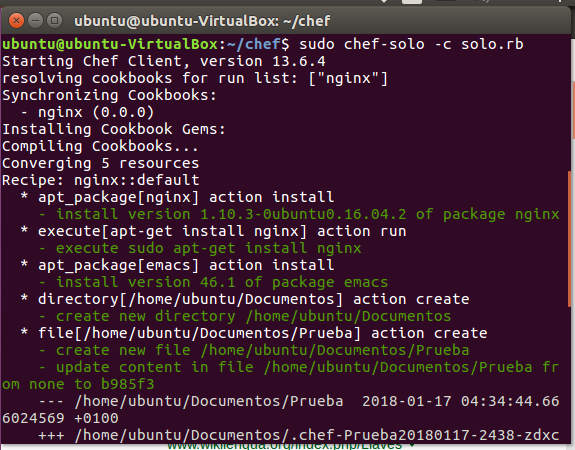 ubuntu@ubuntu-VirtualBox: ~/chef
ubuntu@ubuntu-VirtualBox:~/chef$ sudo chef-solo -c solo.rb
Starting Chef Client, version 13.6.4
resolving cookbooks for run list: ["nginx"]
Synchronizing Cookbooks:
  - nginx (0.0.0)
Installing Cookbook Gems:
Compiling Cookbooks...
Converging 5 resources
Recipe: nginx::default
  * apt_package[nginx] action install
    - install version 1.10.3-0ubuntu0.16.04.2 of package nginx
  * execute[apt-get install nginx] action run
    - execute sudo apt-get install nginx
  * apt_package[emacs] action install
    - install version 46.1 of package emacs
  * directory[/home/ubuntu/Documentos] action create
    - create new directory /home/ubuntu/Documentos
  * file[/home/ubuntu/Documentos/Prueba] action create
    - create new file /home/ubuntu/Documentos/Prueba
    - update content in file /home/ubuntu/Documentos/Prueba fr
om none to b985f3
    --- /home/ubuntu/Documentos/Prueba  2018-01-17 04:34:44.66
6024569 +0100
    +++ /home/ubuntu/Documentos/.chef-Prueba20180117-2438-zdxc
www.wikilengua.org/index.php/Llaves